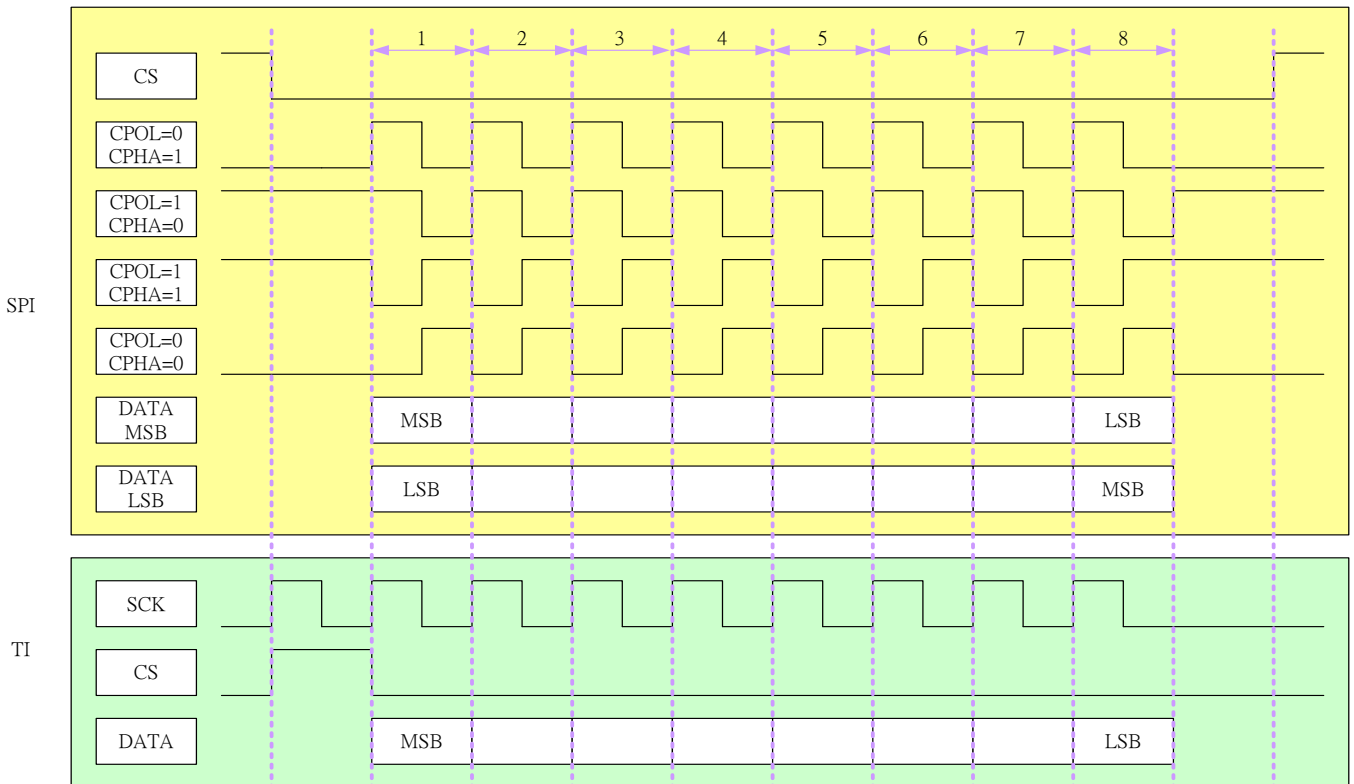 1 2 3 4 5 6 7 8
CS
CPOL=0
CPHA=1
CPOL=1
CPHA=0
SPI
CPOL=1
CPHA=1
CPOL=0
CPHA=0
DATA
MSB
MSB LSB
DATA
LSB
LSB MSB
SCK
TI
CS
DATA MSB LSB